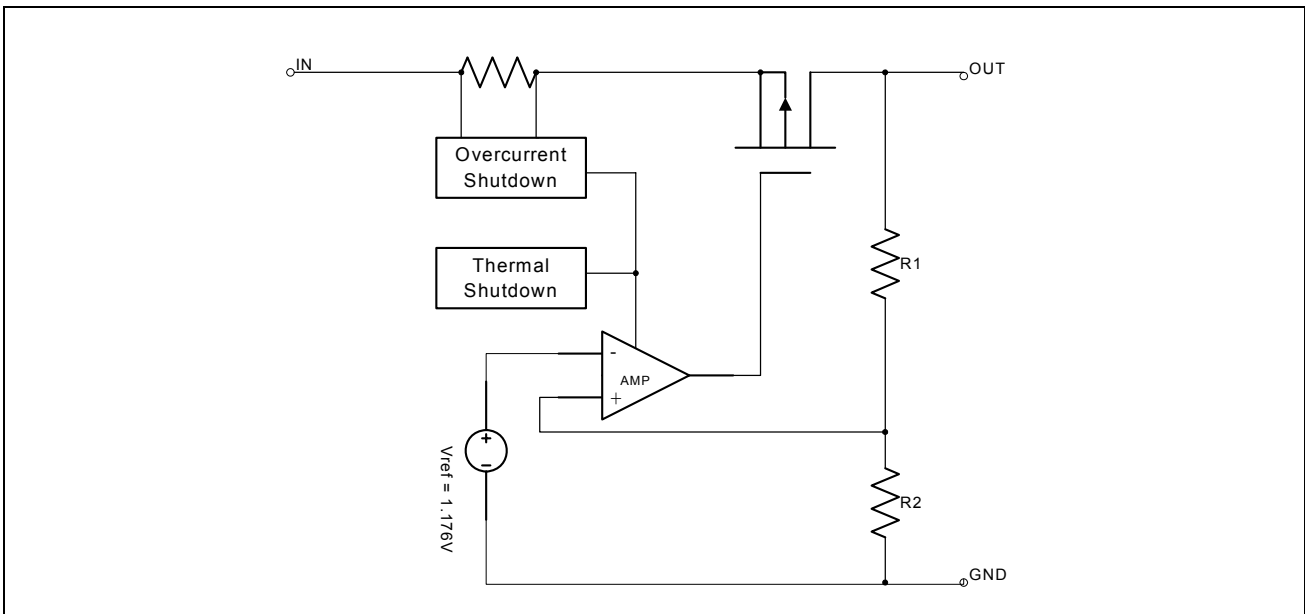 IN
OUT
Overcurrent
Shutdown
R1
Thermal
Shutdown
-
AMP
+
+
-
Vref = 1.176V
R2
GND